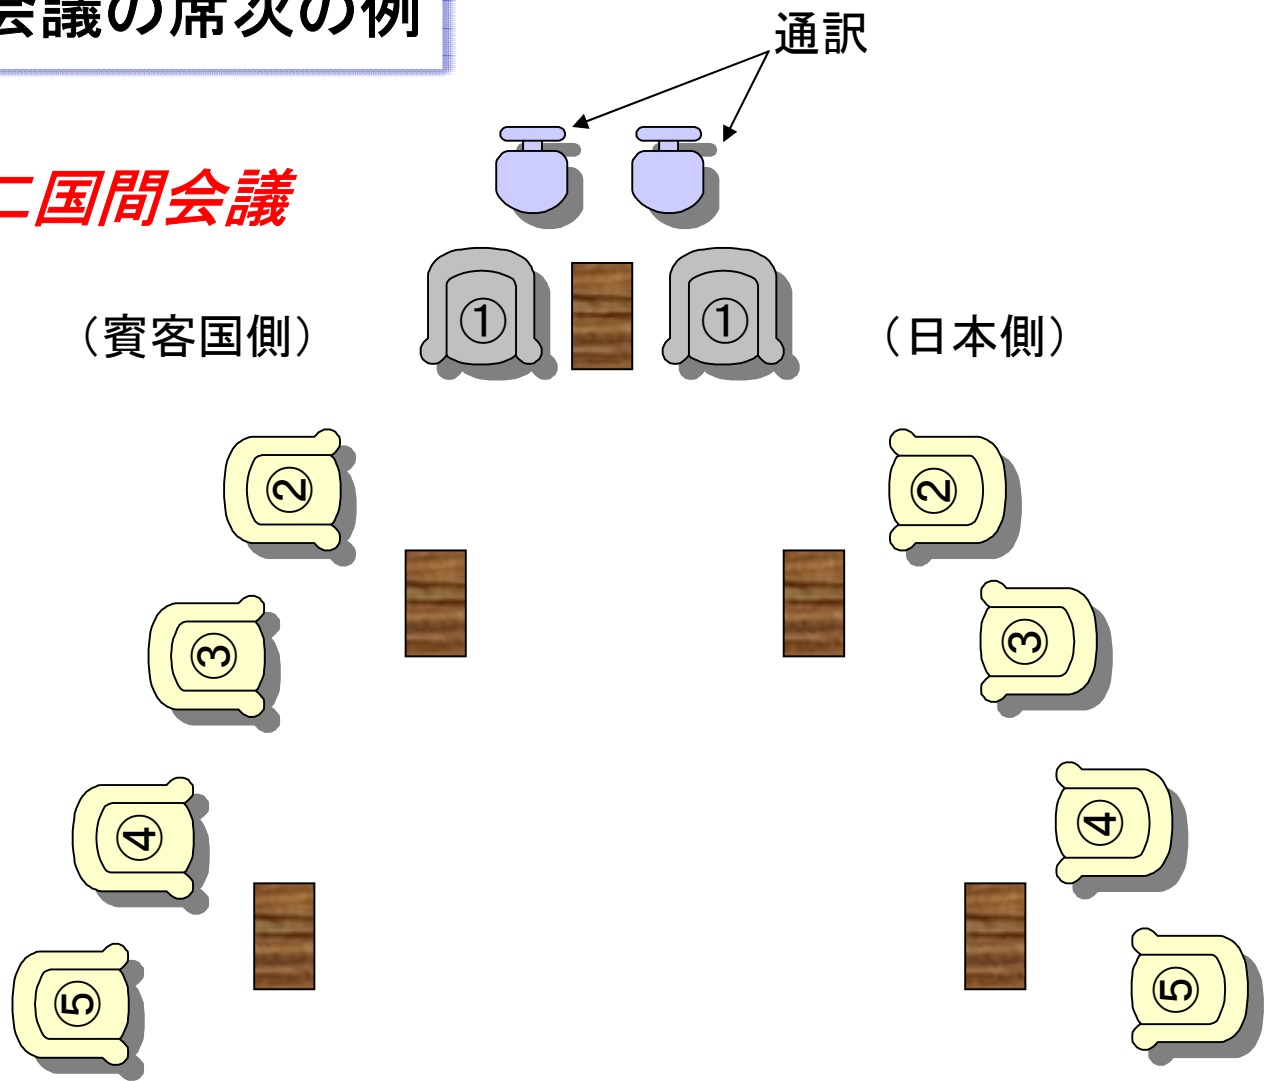 会議の席次の例
通訳
二国間会議
（賓客国側）
①
①
（日本側）
②
②
③
③
④
④
⑤
⑤